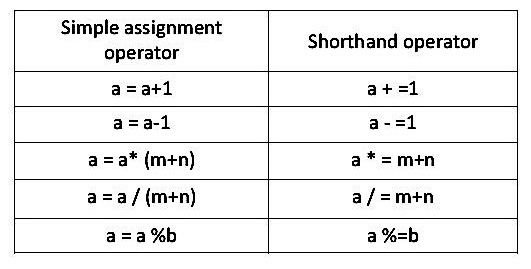 Simple assignment
operator
Shorthand operator
a = a+1
a + =1
a = a-1
a - =1
a = a* (m+n)
a * = m+n
a = a / (m+n)
a / = m+n
a = a %b
a %=b